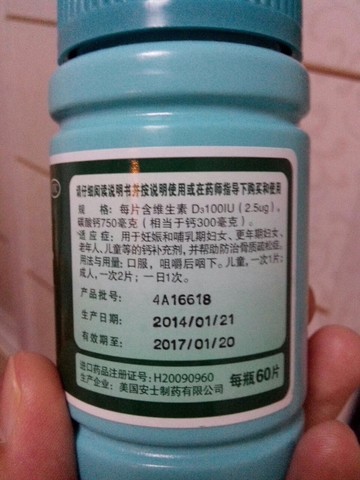 请仔细阅读说明书并按说明使用或在药师指导下购买和使用
规　格：每片含维生素 D₃100IU（2.5ug）。
碳酸钙750毫克（相当于钙300毫克）
适应症：用于妊娠和哺乳期妇女、更年期妇女、
老年人、儿童等的钙补充剂，并帮助防治骨质疏松症。
用法与用量：口服，咀嚼后咽下。儿童，一次1片；
成人，一次2片；一日1次。
产品批号：　4A16618
生产日期：　2014/01/21
有效期至：　2017/01/20
进口药品注册证号：H20090960
生产企业：美国安士制药有限公司
每瓶60片